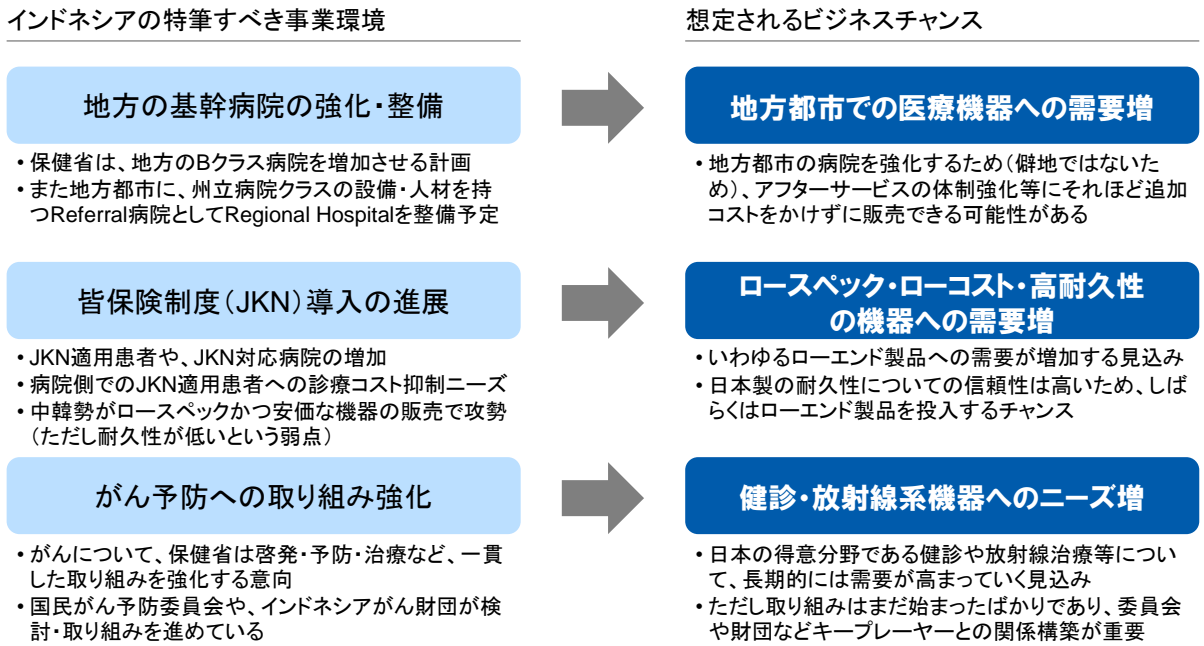 インドネシアの特筆すべき事業環境
想定されるビジネスチャンス
地方の基幹病院の強化・整備
地方都市での医療機器への需要増
・保健省は、地方のBクラス病院を増加させる計画
・また地方都市に、州立病院クラスの設備・人材を持
つReferral病院としてRegional Hospitalを整備予定
・地方都市の病院を強化するため（僻地ではないた
め）、アフターサービスの体制強化等にそれほど追加
コストをかけずに販売できる可能性がある
皆保険制度（JKN）導入の進展
ロースペック・ローコスト・高耐久性
の機器への需要増
・JKN適用患者や、JKN対応病院の増加
・病院側でのJKN適用患者への診療コスト抑制ニーズ
・中韓勢がロースペックかつ安価な機器の販売で攻勢
（ただし耐久性が低いという弱点）
・いわゆるローエンド製品への需要が増加する見込み
・日本製の耐久性についての信頼性は高いため、しば
らくはローエンド製品を投入するチャンス
がん予防への取り組み強化
健診・放射線系機器へのニーズ増
・がんについて、保健省は啓発・予防・治療など、一貫
した取り組みを強化する意向
・国民がん予防委員会や、インドネシアがん財団が検
討・取り組みを進めている
・日本の得意分野である健診や放射線治療等につい
て、長期的には需要が高まっていく見込み
・ただし取り組みはまだ始まったばかりであり、委員会
や財団などキープレーヤーとの関係構築が重要